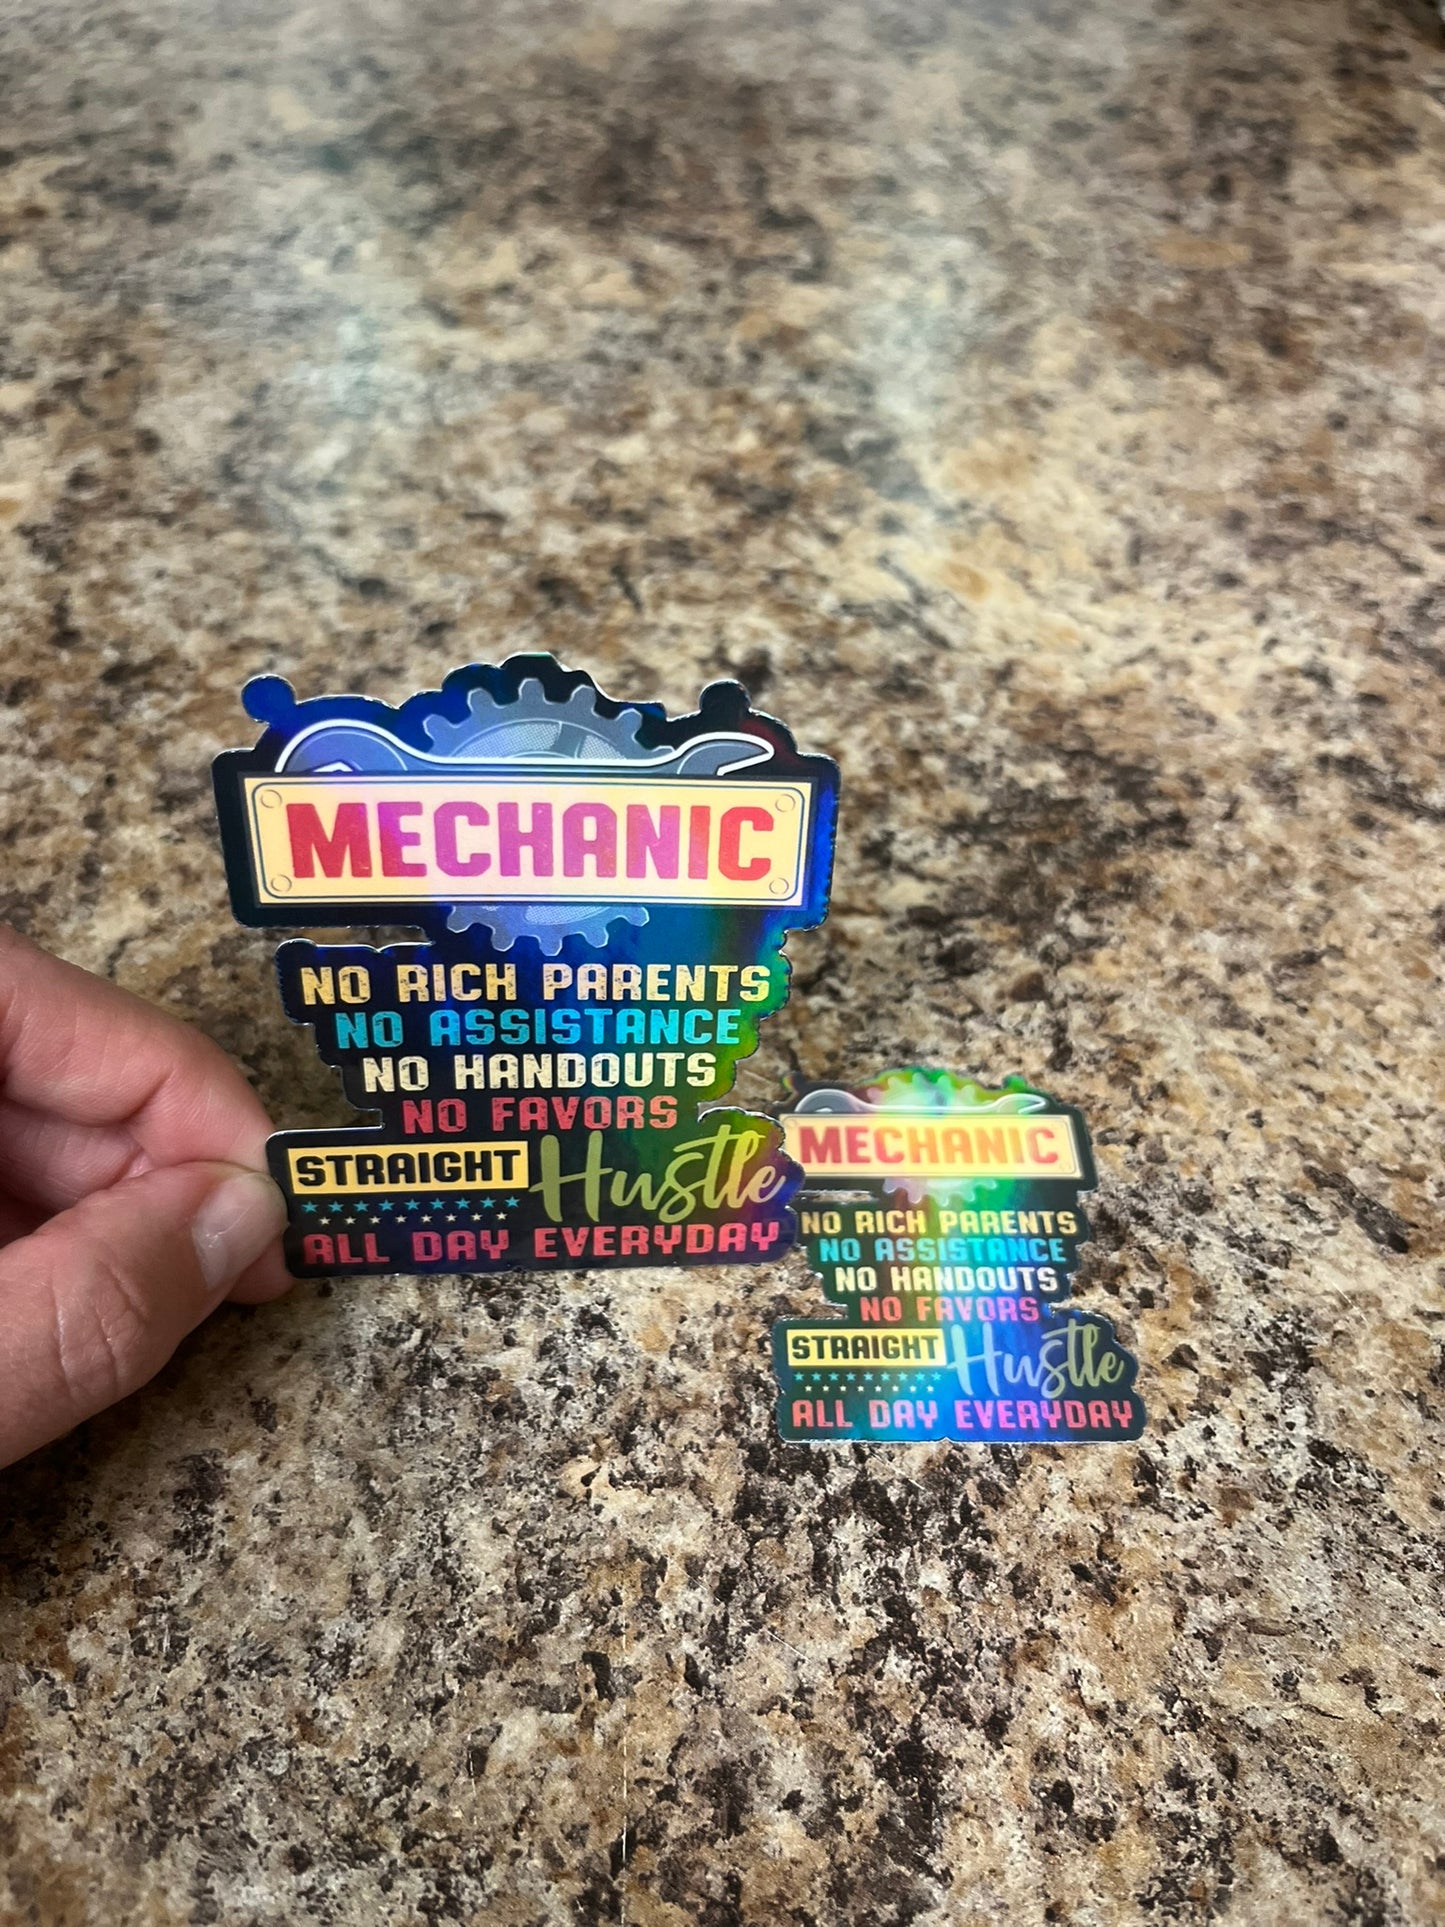 MECHANIC
NO RICH PARENTS
NO ASSISTANCE
NO HANDOUTS
NO FAVORS
STRAIGHT Hustle
ALL DAY EVERYDAY
MECHANIC
NO RICH PARENTS
NO ASSISTANCE
NO HANDOUTS
NO FAVORS
STRAIGHT Hustle
ALL DAY EVERYDAY